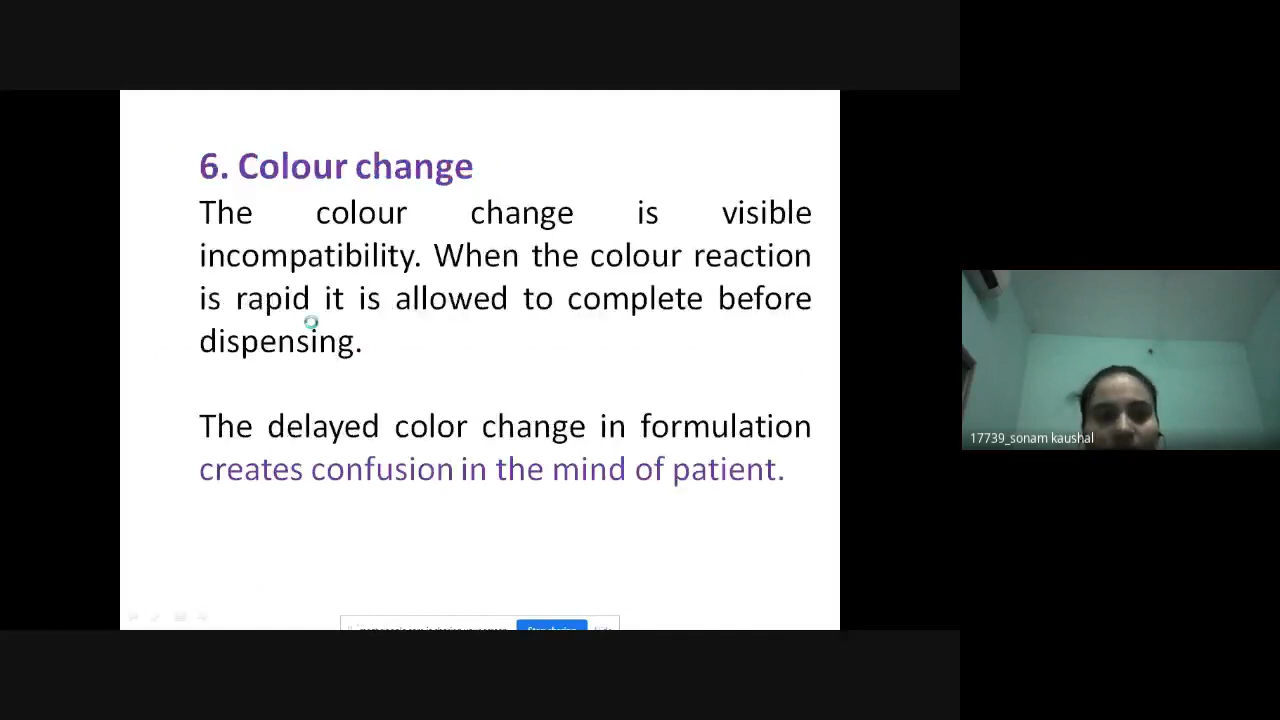 6. Colour change
The colour change is visible
incompatibility. When the colour reaction
is rapid it is allowed to complete before
dispensing.
The delayed color change in formulation
creates confusion in the mind of patient.
17739_sonam kaushal